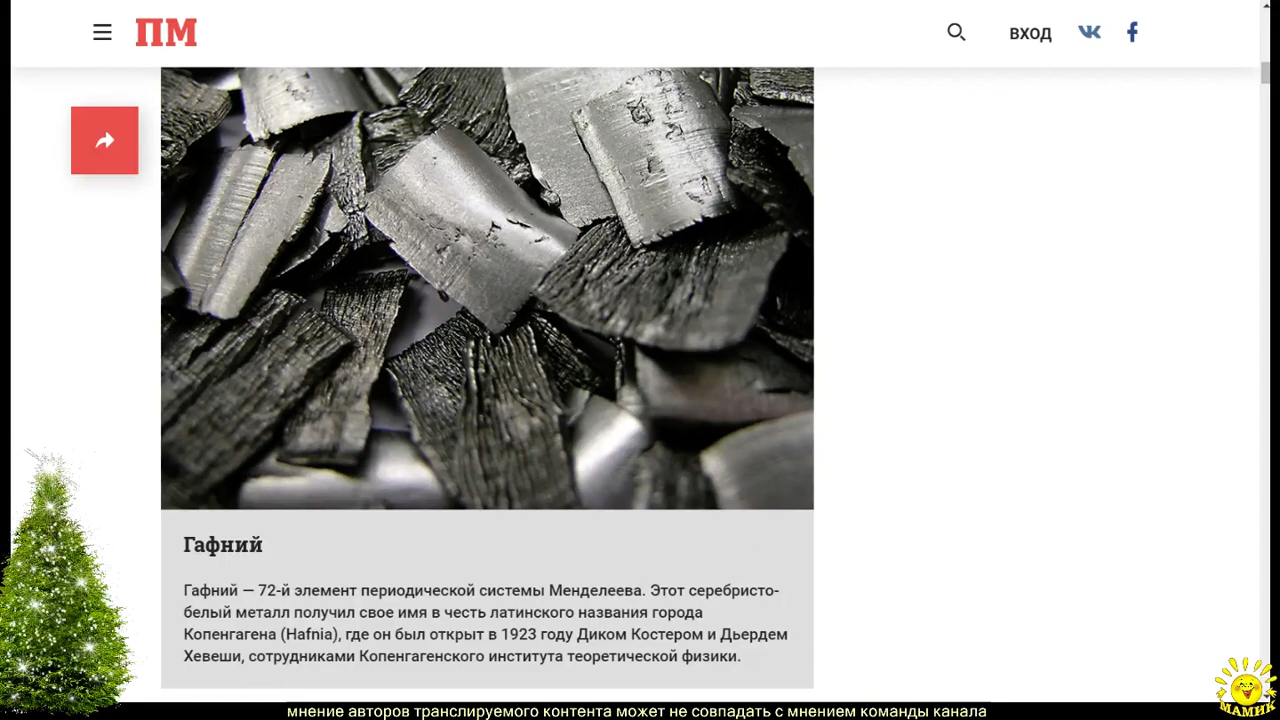 ПМ
ВХОД
Гафний
Гафний — 72-й элемент периодической системы Менделеева. Этот серебристо-
белый металл получил свое имя в честь латинского названия города
Копенгагена (Hafnia), где он был открыт в 1923 году Диком Костером и Дьердем
Хевеши, сотрудниками Копенгагенского института теоретической физики.
МАМИК
мнение авторов транслируемого контента может не совпадать с мнением команды канала